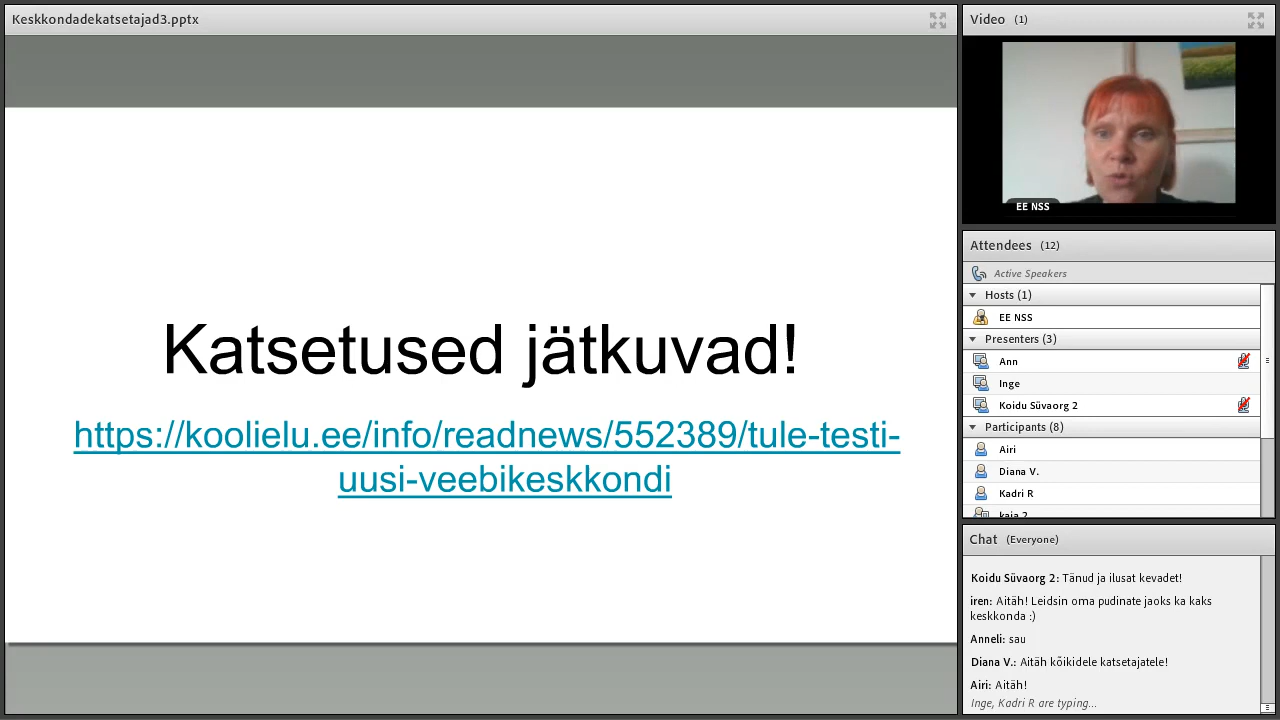 Keskkondadekatsetajad3.pptx
Katsetused jätkuvad!
https://koolielu.ee/info/readnews/552389/tule-testi-
uusi-veebikeskkondi
Video (1)
EE NSS
Attendees (12)
Active Speakers
Hosts (1)
EE NSS
Presenters (3)
Ann
Inge
Koidu Süvaorg 2
Participants (8)
Airi
Diana V.
Kadri R
kaja 2
Chat (Everyone)
Koidu Süvaorg 2: Tänud ja ilusat kevadet!
iren: Aitäh! Leidsin oma pudinate jaoks ka kaks
keskkonda :)
Anneli: sau
Diana V.: Aitäh kõikidele katsetajatele!
Airi: Aitäh!
Inge, Kadri R are typing...